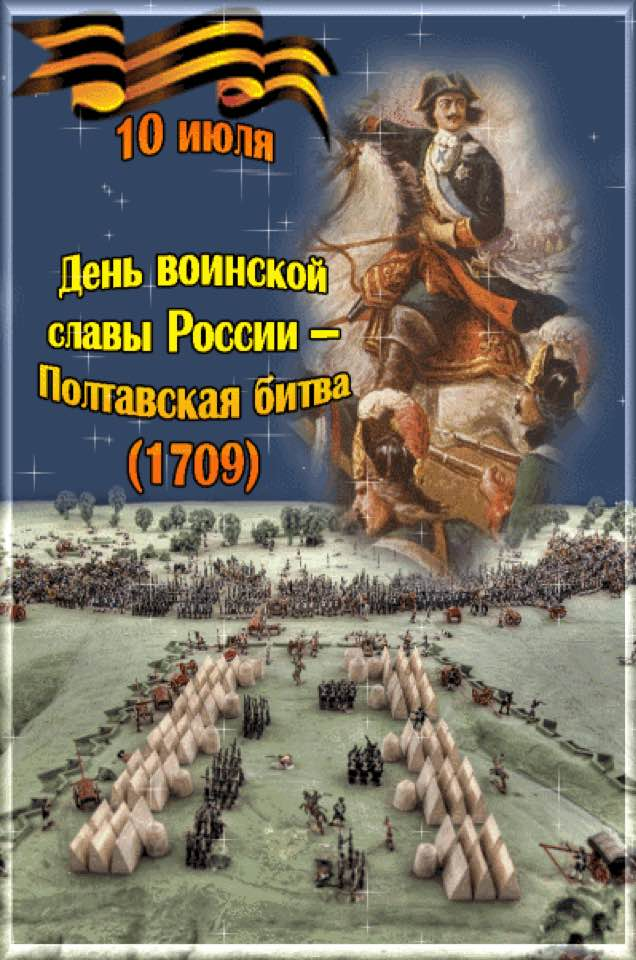 10 июля
День воинской
славы России –
Полтавская битва
(1709)